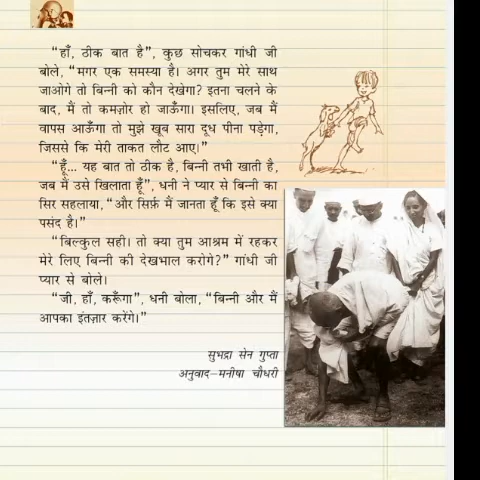 “हाँ, ठीक बात है”, कुछ सोचकर गांधी जी
बोले, “मगर एक समस्या है। अगर तुम मेरे साथ
जाओगे तो बिन्नी को कौन देखेगा? इतना चलने के
बाद, मैं तो कमज़ोर हो जाऊँगा। इसलिए, जब मैं
वापस आऊँगा तो मुझे खूब सारा दूध पीना पड़ेगा,
जिससे कि मेरी ताकत लौट आए।”
“हूँ... यह बात तो ठीक है, बिन्नी तभी खाती है,
जब मैं उसे खिलाता हूँ”, धनी ने प्यार से बिन्नी का
सिर सहलाया, “और सिर्फ़ मैं जानता हूँ कि इसे क्या
पसंद है।”
“बिल्कुल सही। तो क्या तुम आश्रम में रहकर
मेरे लिए बिन्नी की देखभाल करोगे?” गांधी जी
प्यार से बोले।
“जी, हाँ, करूँगा”, धनी बोला, “बिन्नी और मैं
आपका इंतज़ार करेंगे।”
सुभद्रा सेन गुप्ता
अनुवाद–मनीषा चौधरी